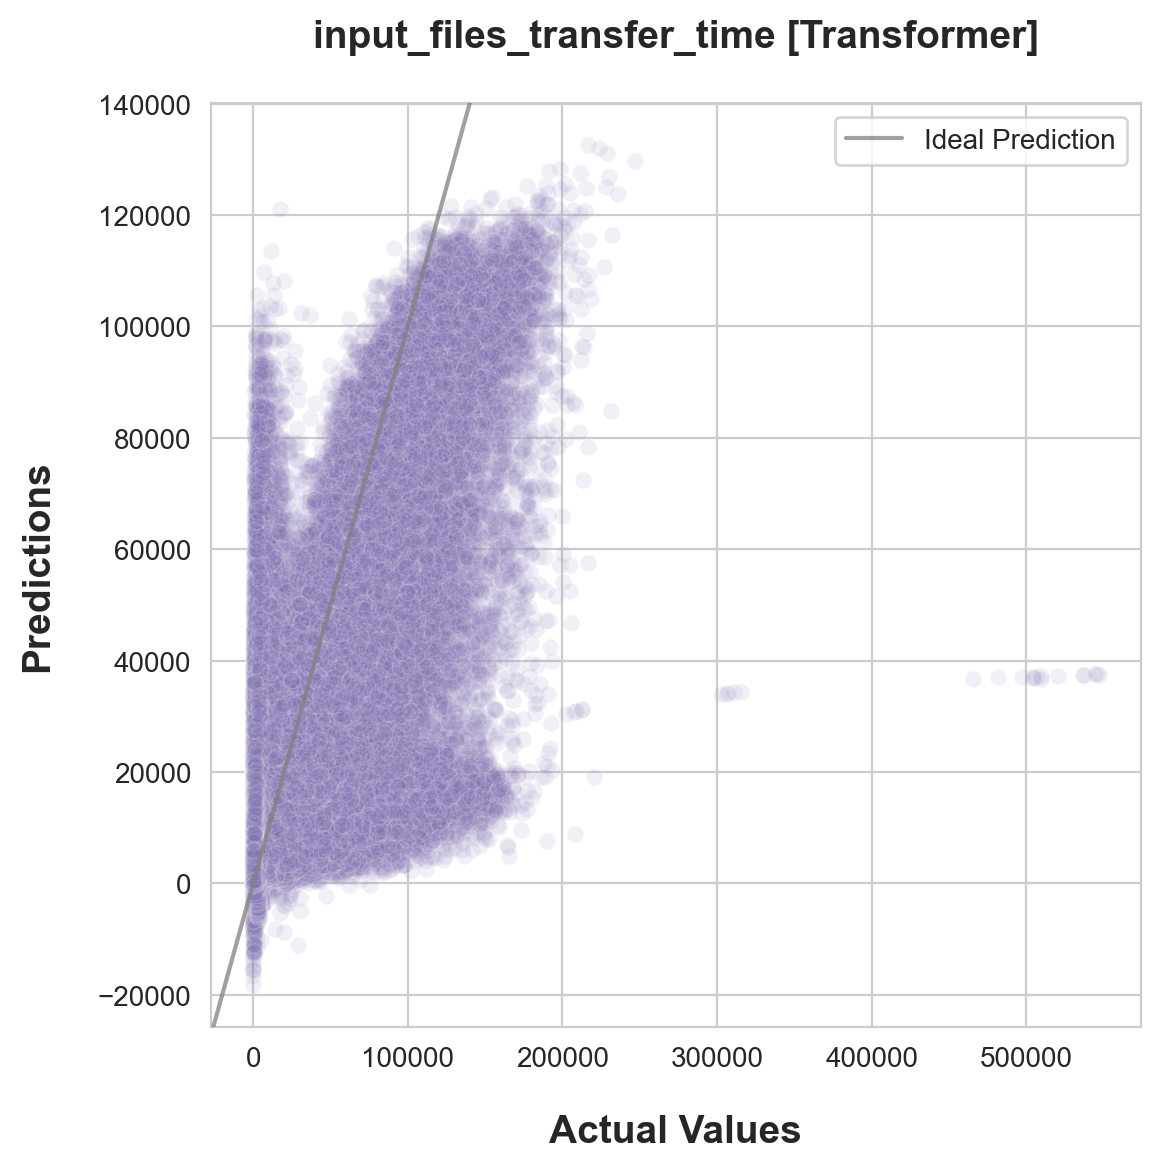 input_files_transfer_time [Transformer]
Ideal Prediction
140000
120000
100000
80000
60000
40000
20000
0
−20000
Predictions
0 100000 200000 300000 400000 500000
Actual Values